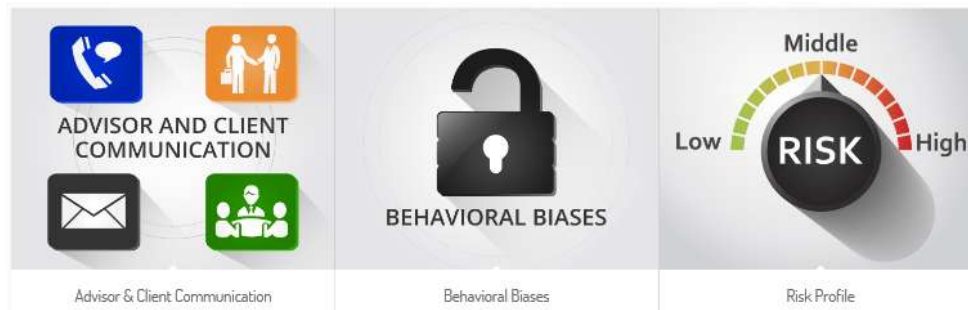 ADVISOR AND CLIENT
COMMUNICATION
Advisor & Client Communication
BEHAVIORAL BIASES
Behavioral Biases
Middle
Low
RISK
High
Risk Profile